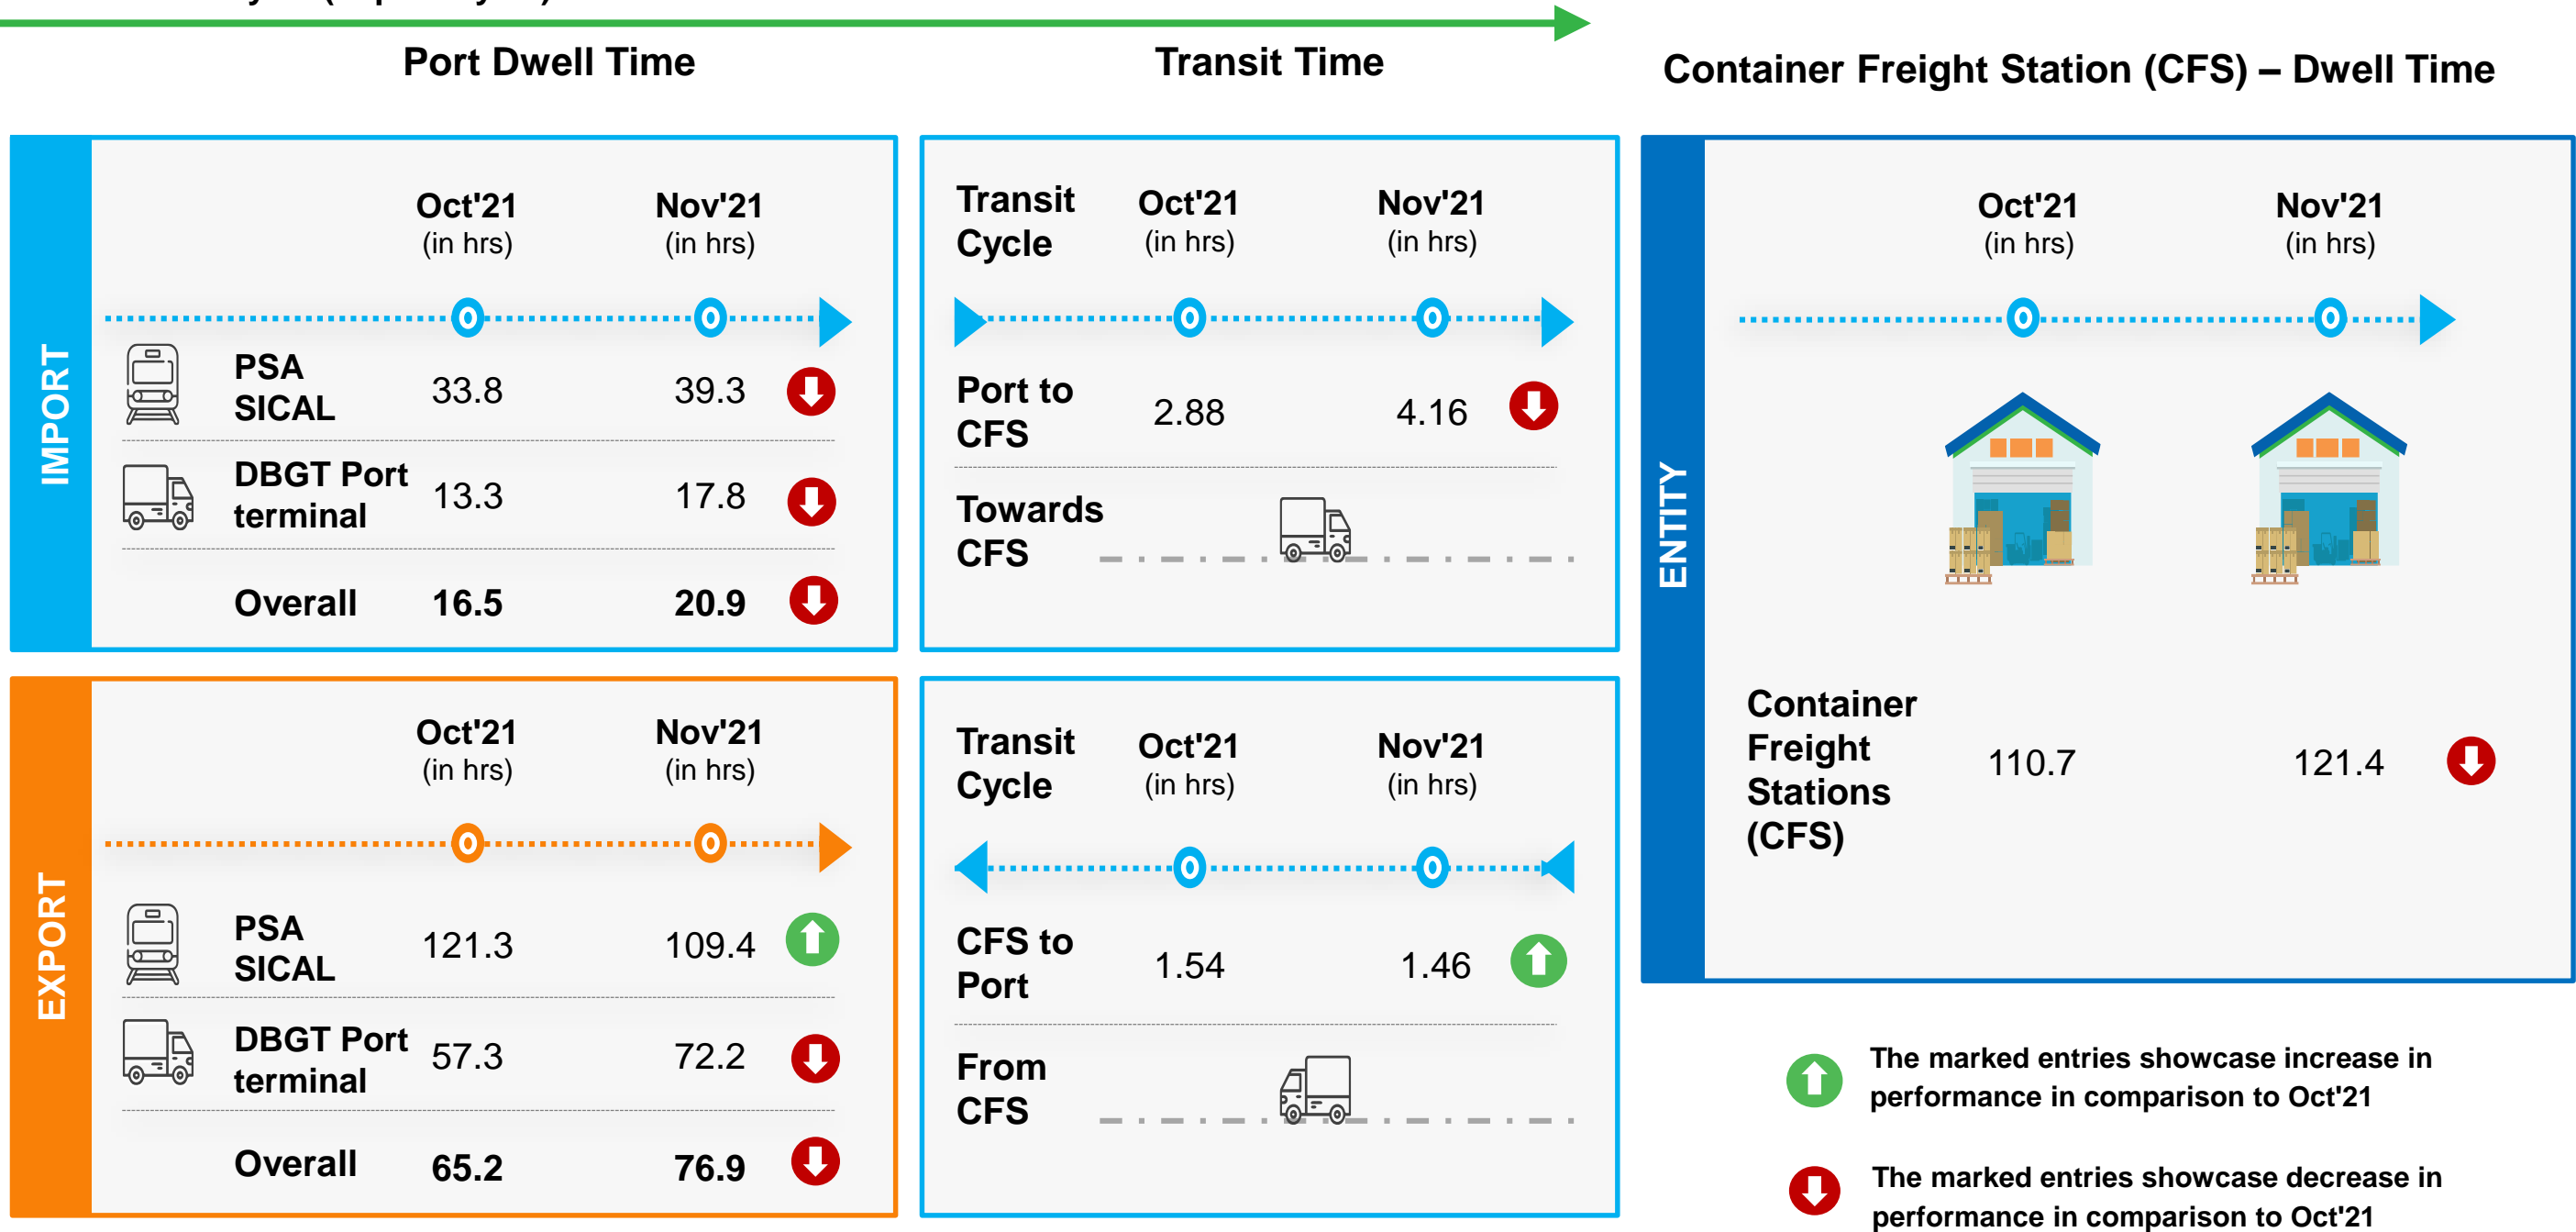 Port Dwell Time
Transit Time
Container Freight Station (CFS) – Dwell Time
IMPORT
Oct'21
(in hrs)
Nov'21
(in hrs)
PSA
SICAL
33.8
39.3
DBGT Port
terminal
13.3
17.8
Overall
16.5
20.9
Transit
Cycle
Oct'21
(in hrs)
Nov'21
(in hrs)
Port to
CFS
2.88
4.16
Towards
CFS
ENTITY
Oct'21
(in hrs)
Nov'21
(in hrs)
Container
Freight
Stations
(CFS)
110.7
121.4
EXPORT
Oct'21
(in hrs)
Nov'21
(in hrs)
PSA
SICAL
121.3
109.4
DBGT Port
terminal
57.3
72.2
Overall
65.2
76.9
Transit
Cycle
Oct'21
(in hrs)
Nov'21
(in hrs)
CFS to
Port
1.54
1.46
From
CFS
The marked entries showcase increase in
performance in comparison to Oct'21
The marked entries showcase decrease in
performance in comparison to Oct'21